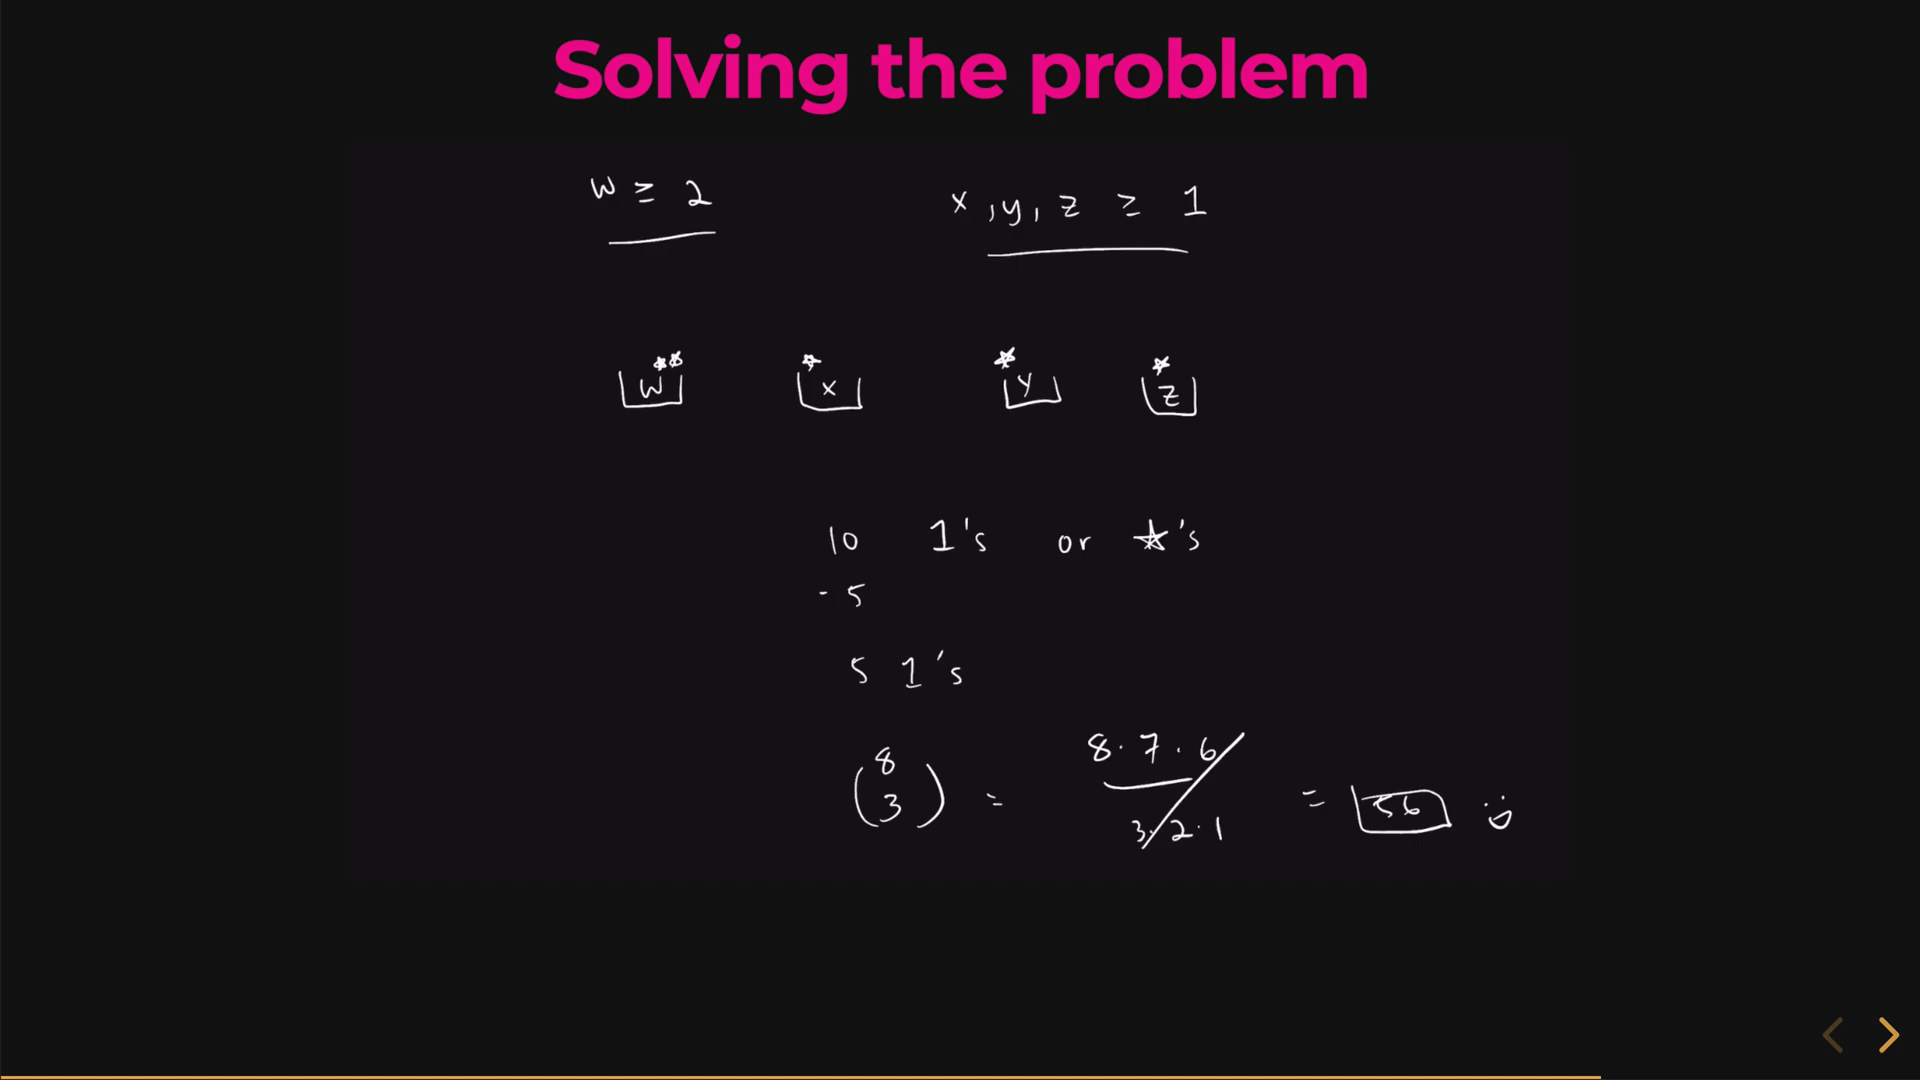 Solving the problem
w ≥ 2
x, y, z ≥ 1
** * * *
w x y z
10 1's or ☆'s
- 5
5 1's
8 8·7·6
( ) = = 56
3 3·2·1